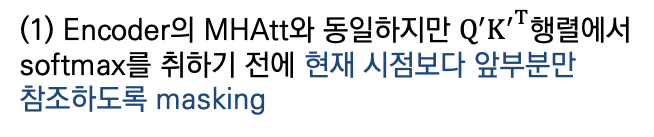 (1) Encoder의 MHAtt와 동일하지만 Q′K′ᵀ행렬에서
softmax를 취하기 전에 현재 시점보다 앞부분만
참조하도록 masking